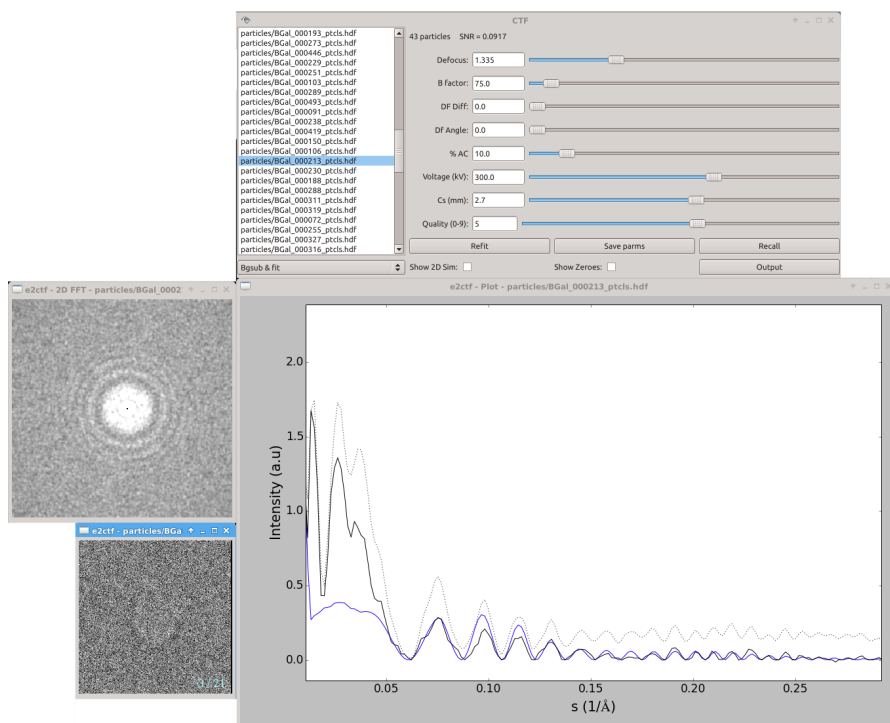 CTF
particles/BGal_000193_ptcls.hdf
particles/BGal_000273_ptcls.hdf
particles/BGal_000446_ptcls.hdf
particles/BGal_000229_ptcls.hdf
particles/BGal_000251_ptcls.hdf
particles/BGal_000103_ptcls.hdf
particles/BGal_000289_ptcls.hdf
particles/BGal_000493_ptcls.hdf
particles/BGal_000091_ptcls.hdf
particles/BGal_000238_ptcls.hdf
particles/BGal_000419_ptcls.hdf
particles/BGal_000150_ptcls.hdf
particles/BGal_000106_ptcls.hdf
particles/BGal_000213_ptcls.hdf
particles/BGal_000230_ptcls.hdf
particles/BGal_000188_ptcls.hdf
particles/BGal_000288_ptcls.hdf
particles/BGal_000311_ptcls.hdf
particles/BGal_000319_ptcls.hdf
particles/BGal_000072_ptcls.hdf
particles/BGal_000255_ptcls.hdf
particles/BGal_000327_ptcls.hdf
particles/BGal_000316_ptcls.hdf
Bgsub & fit
43 particles SNR = 0.0917
Defocus: 1.335
B factor: 75.0
DF Diff: 0.0
Df Angle: 0.0
% AC 10.0
Voltage (kV): 300.0
Cs (mm): 2.7
Quality (0-9): 5
Refit Save parms Recall
Show 2D Sim: Show Zeroes: Output
e2ctf - 2D FFT - particles/BGal_0002
e2ctf - particles/BGa
3/21
e2ctf - Plot - particles/BGal_000213_ptcls.hdf
Intensity (a.u)
2.0
1.5
1.0
0.5
0.0
0.05 0.10 0.15 0.20 0.25
s (1/Å)